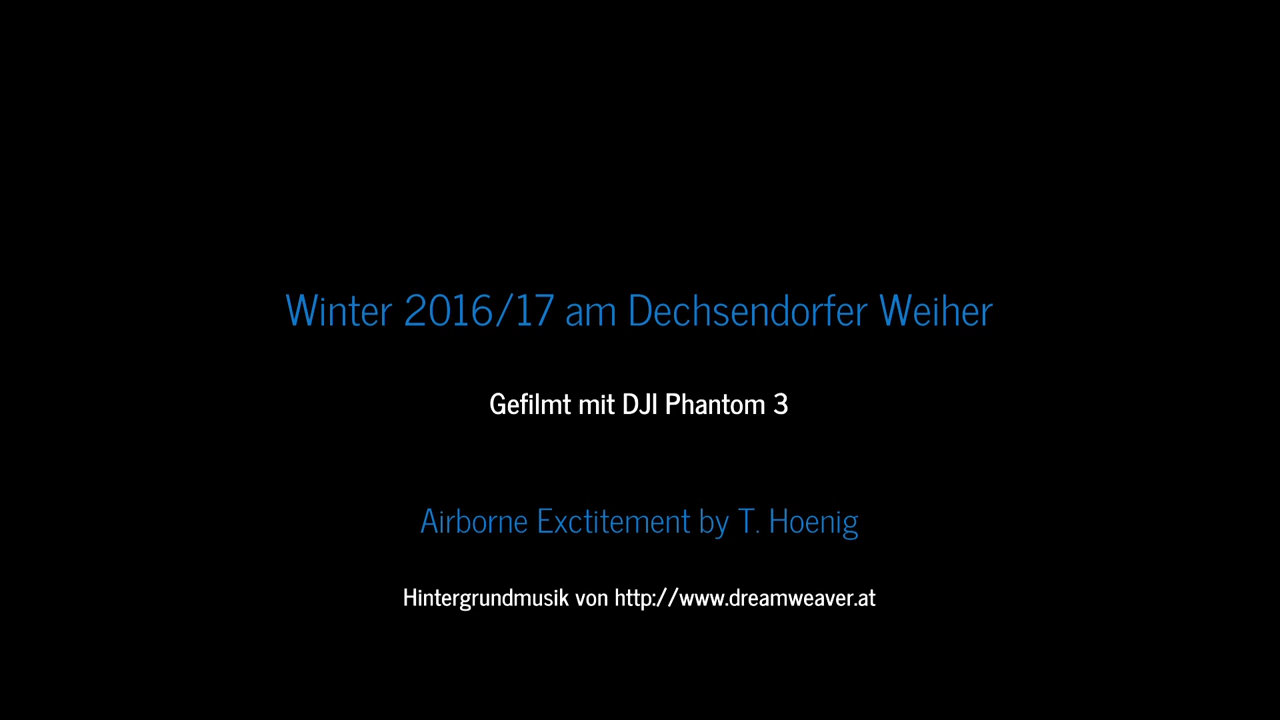 Winter 2016/17 am Dechsendorfer Weiher
Gefilmt mit DJI Phantom 3
Airborne Exctitement by T. Hoenig
Hintergrundmusik von http://www.dreamweaver.at